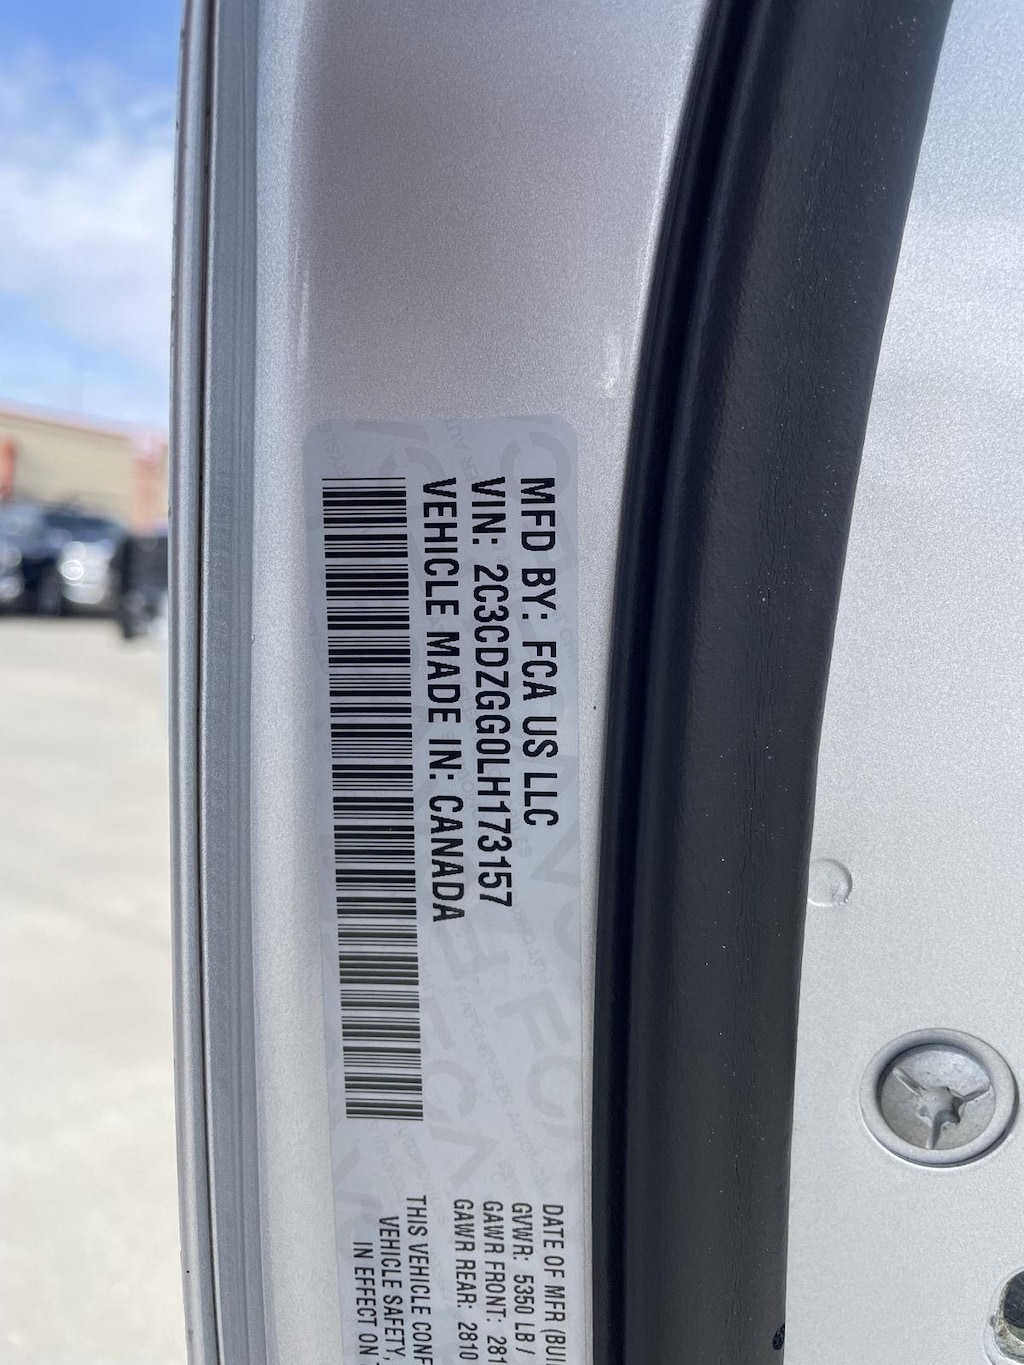 MFD BY: FCA US LLC
VIN: 2C3CDZGG0LH173157
VEHICLE MADE IN: CANADA
DATE OF MFR
GVWR: 5350 LB /
GAWR FRONT:
GAWR REAR: 2810
THIS VEHICLE
VEHICLE SAFETY,
IN EFFECT ON